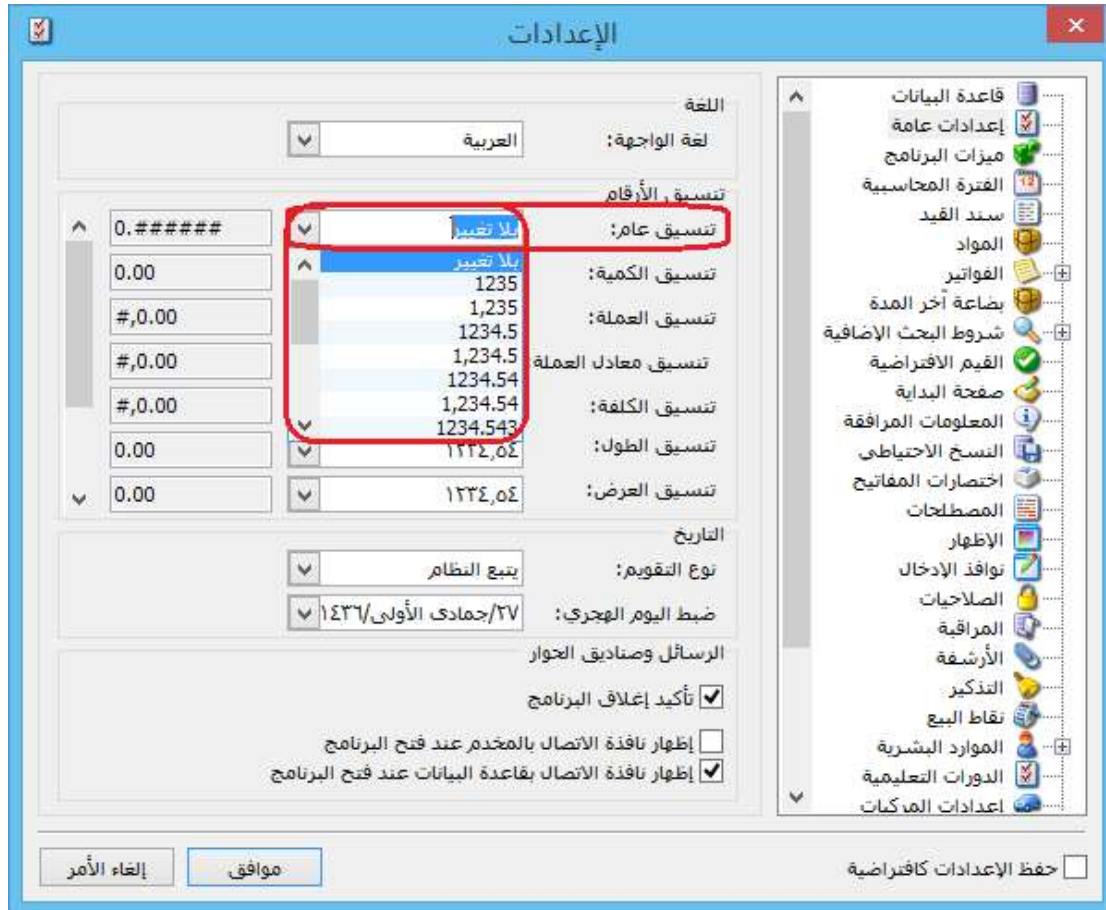 الإعدادات
قاعدة البيانات
إعدادات عامة
ميزات البرنامج
الفترة المحاسبية
سند القيد
المواد
الفواتير
بضاعة آخر المدة
شروط البحث الإضافية
القيم الافتراضية
صفحة البداية
المعلومات المرافقة
النسخ الاحتياطي
اختصارات المفاتيح
المصطلحات
الإظهار
نوافذ الإدخال
الصلاحيات
المراقبة
الأرشفة
التذكير
نقاط البيع
الموارد البشرية
الدورات التعليمية
إعدادات المركبات
اللغة
لغة الواجهة: العربية
تنسيق الأرقام
تنسيق عام: بلا تغيير 0.######
بلا تغيير
1235
1,235
1234.5
1,234.5
1234.54
1,234.54
1234.543
تنسيق الكمية: 0.00
تنسيق العملة: #,0.00
تنسيق معادل العملة: #,0.00
تنسيق الكلفة: #,0.00
تنسيق الطول: ١٢٣٤,٥٤ 0.00
تنسيق العرض: ١٢٣٤,٥٤ 0.00
التاريخ
نوع التقويم: يتبع النظام
ضبط اليوم الهجري: ٢٧/جمادى الأولى/١٤٣٦
الرسائل وصناديق الحوار
تأكيد إغلاق البرنامج
إظهار نافذة الاتصال بالمخدم عند فتح البرنامج
إظهار نافذة الاتصال بقاعدة البيانات عند فتح البرنامج
حفظ الإعدادات كافتراضية
موافق
إلغاء الأمر